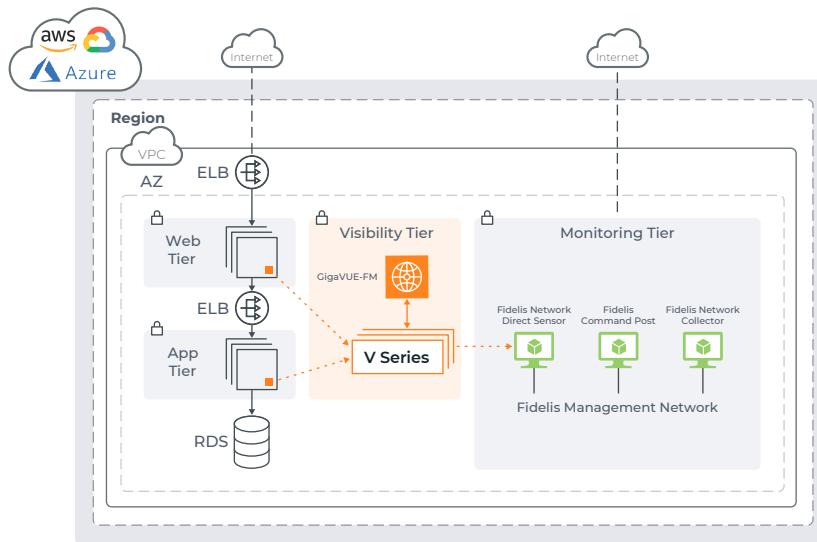 aws
Azure
Internet
Internet
Region
VPC
AZ
ELB
Web
Tier
ELB
App
Tier
RDS
Visibility Tier
GigaVUE-FM
V Series
Monitoring Tier
Fidelis Network
Direct Sensor
Fidelis
Command Post
Fidelis Network
Collector
Fidelis Management Network